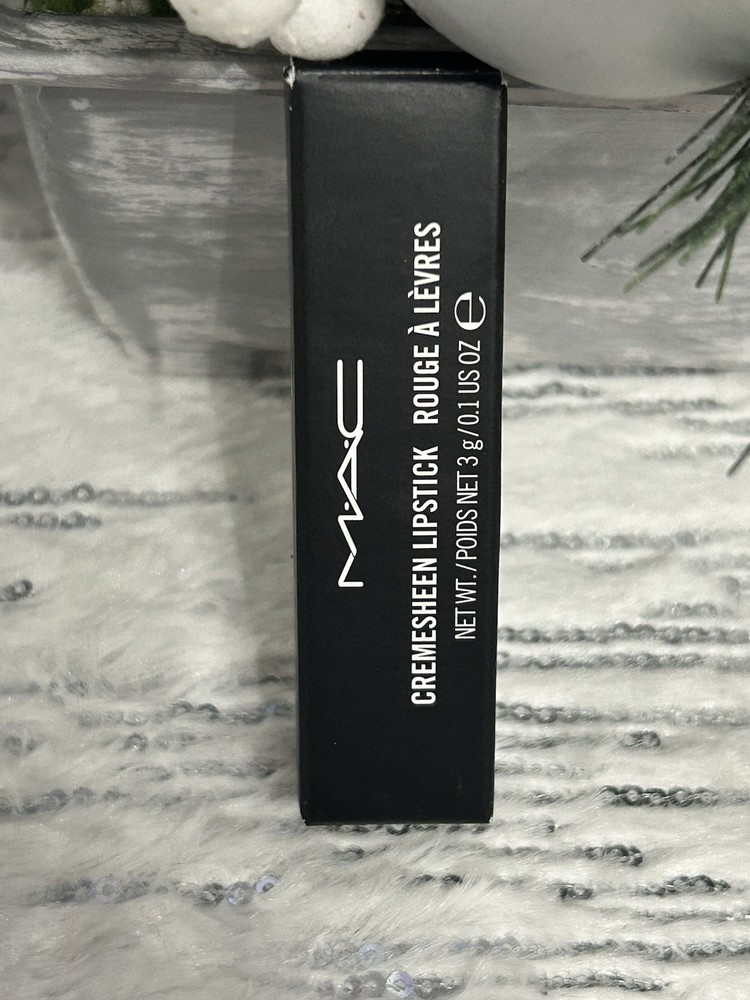 M·A·C
CREMESHEEN LIPSTICK ROUGE À LÈVRES
NET WT. / POIDS NET 3 g / 0.1 US OZ ℮